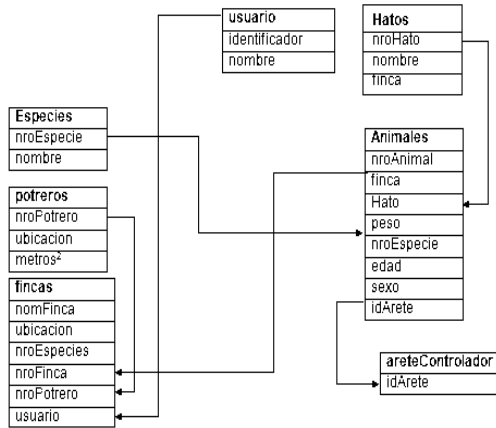 usuario
identificador
nombre
Hatos
nroHato
nombre
finca
Especies
nroEspecie
nombre
potreros
nroPotrero
ubicacion
metros²
fincas
nomFinca
ubicacion
nroEspecies
nroFinca
nroPotrero
usuario
Animales
nroAnimal
finca
Hato
peso
nroEspecie
edad
sexo
idArete
areteControlador
idArete